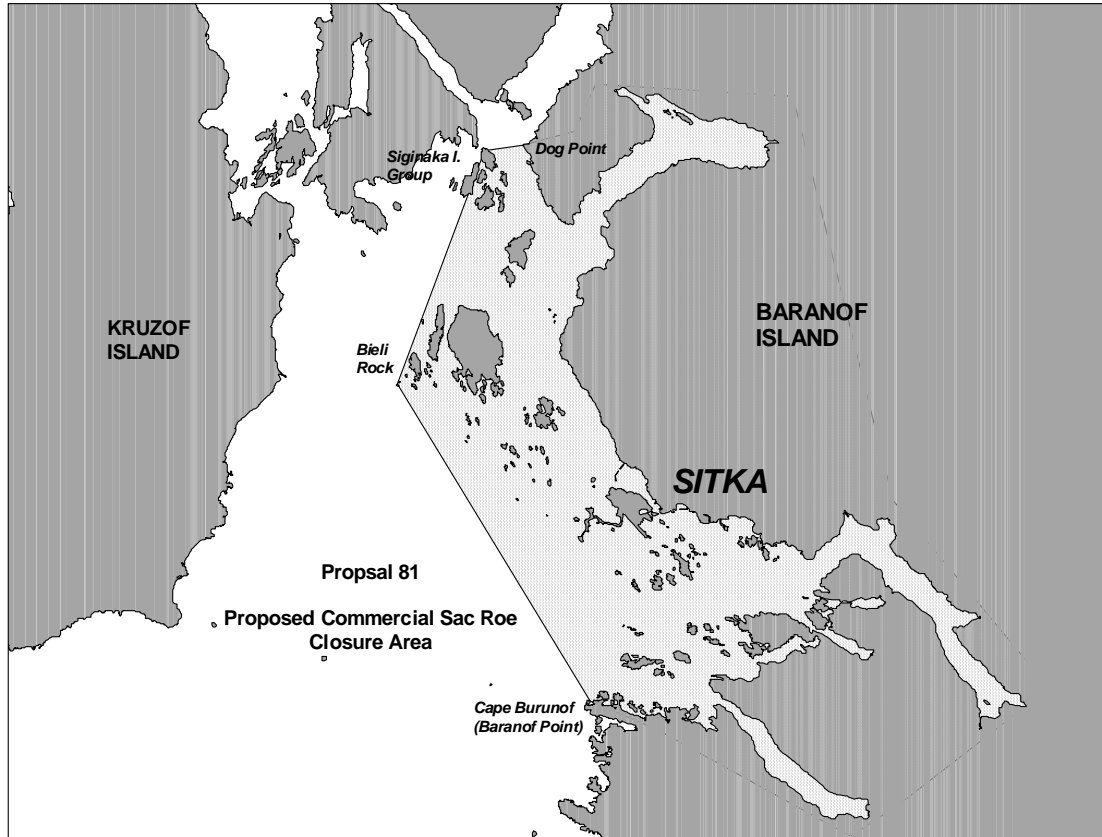 Siginaka I.
Group
Dog Point
KRUZOF
ISLAND
BARANOF
ISLAND
Bieli
Rock
SITKA
Propsal 81
Proposed Commercial Sac Roe
Closure Area
Cape Burunof
(Baranof Point)